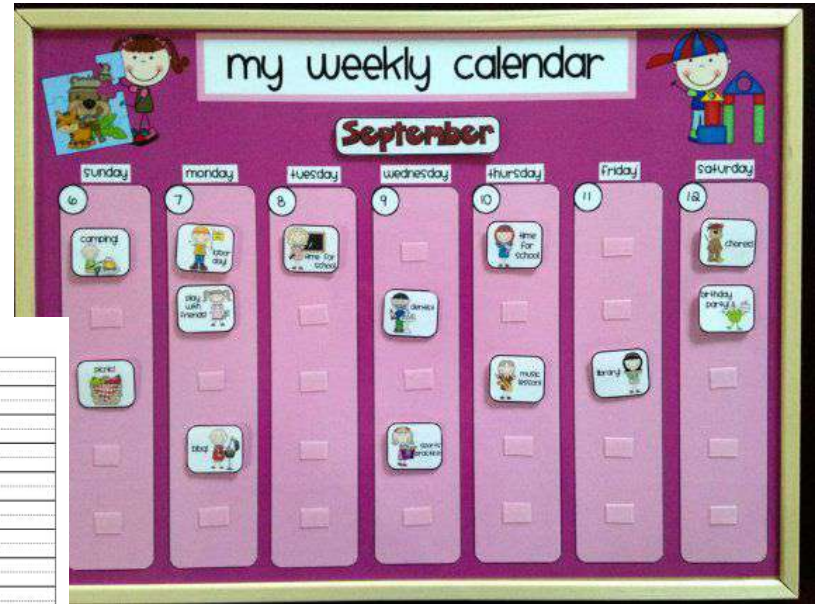 my weekly calendar
September
sunday monday tuesday wednesday thursday friday saturday
6 7 8 9 10 11 12
camping!
labor
day!
time for
school
time
for
school
chores!
play
with
friends!
dentist
birthday
party!
picnic!
music
lesson!
library!
bbq!
sports
practice